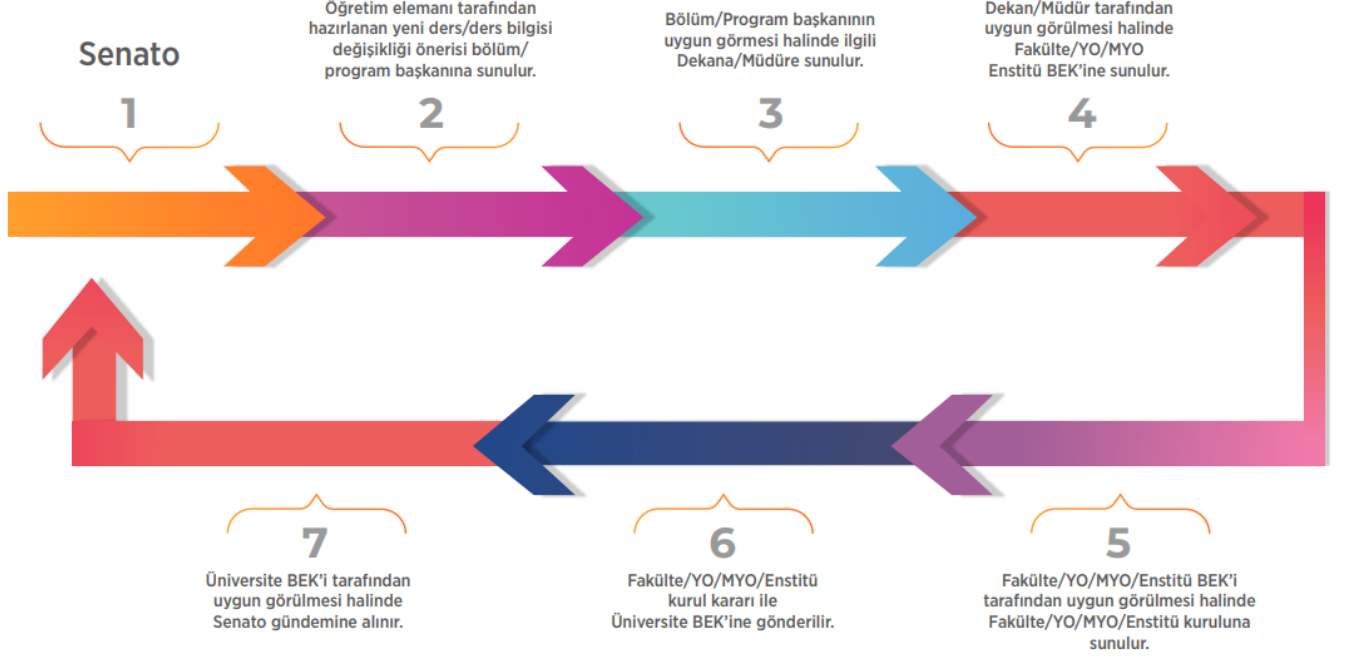 Senato
1
Öğretim elemanı tarafından
hazırlanan yeni ders/ders bilgisi
değişikliği önerisi bölüm/
program başkanına sunulur.
2
Bölüm/Program başkanının
uygun görmesi halinde ilgili
Dekana/Müdüre sunulur.
3
Dekan/Müdür tarafından
uygun görülmesi halinde
Fakülte/YO/MYO
Enstitü BEK'ine sunulur.
4
5
Fakülte/YO/MYO/Enstitü BEK'i
tarafından uygun görülmesi halinde
Fakülte/YO/MYO/Enstitü kuruluna
sunulur.
6
Fakülte/YO/MYO/Enstitü
kurul kararı ile
Üniversite BEK'ine gönderilir.
7
Üniversite BEK'i tarafından
uygun görülmesi halinde
Senato gündemine alınır.